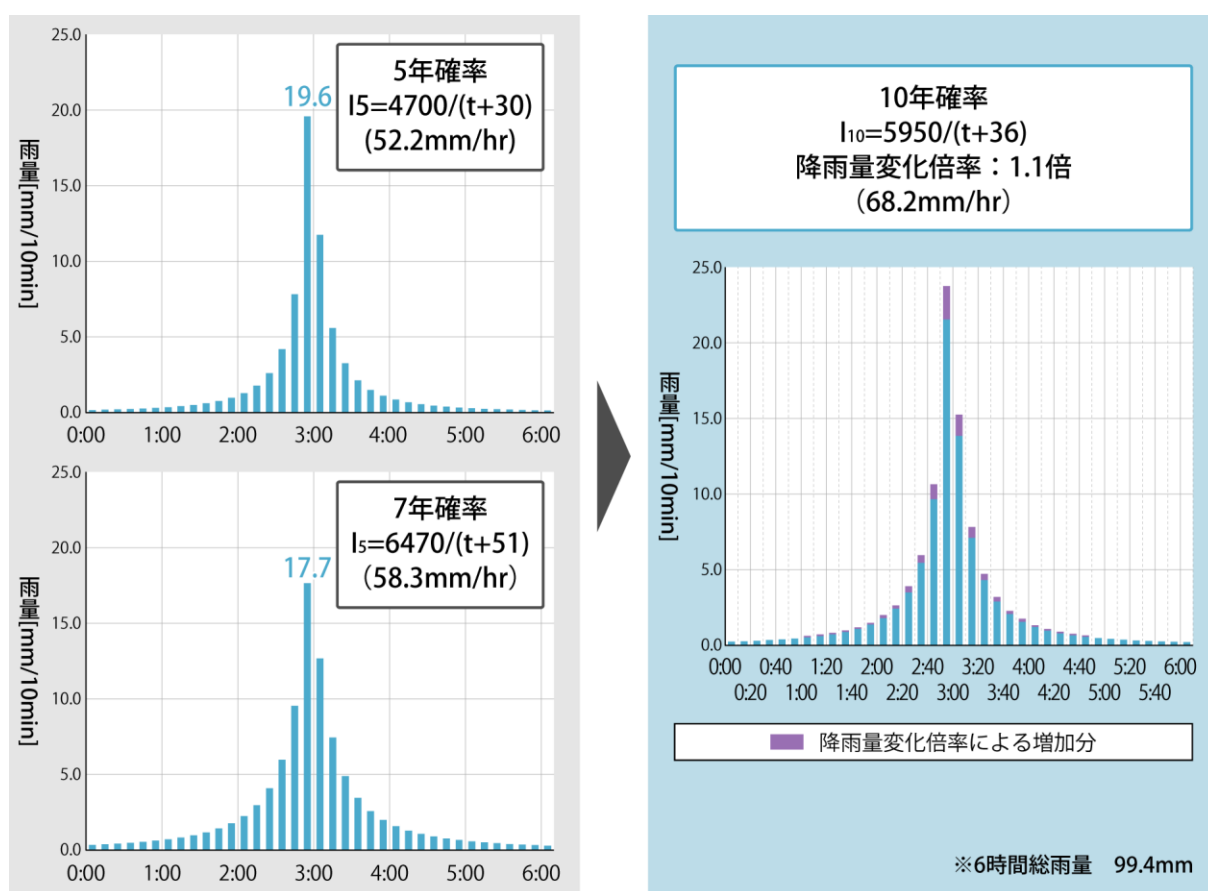 雨量[mm/10min]
25.0
20.0
15.0
10.0
5.0
0.0
19.6
5年確率
I5=4700/(t+30)
(52.2mm/hr)
0:00 1:00 2:00 3:00 4:00 5:00 6:00
雨量[mm/10min]
25.0
20.0
15.0
10.0
5.0
0.0
17.7
7年確率
I5=6470/(t+51)
（58.3mm/hr）
0:00 1:00 2:00 3:00 4:00 5:00 6:00
10年確率
I10=5950/(t+36)
降雨量変化倍率：1.1倍
（68.2mm/hr）
雨量[mm/10min]
25.0
20.0
15.0
10.0
5.0
0.0
0:00 0:40 1:20 2:00 2:40 3:20 4:00 4:40 5:20 6:00
0:20 1:00 1:40 2:20 3:00 3:40 4:20 5:00 5:40
降雨量変化倍率による増加分
※6時間総雨量 99.4mm